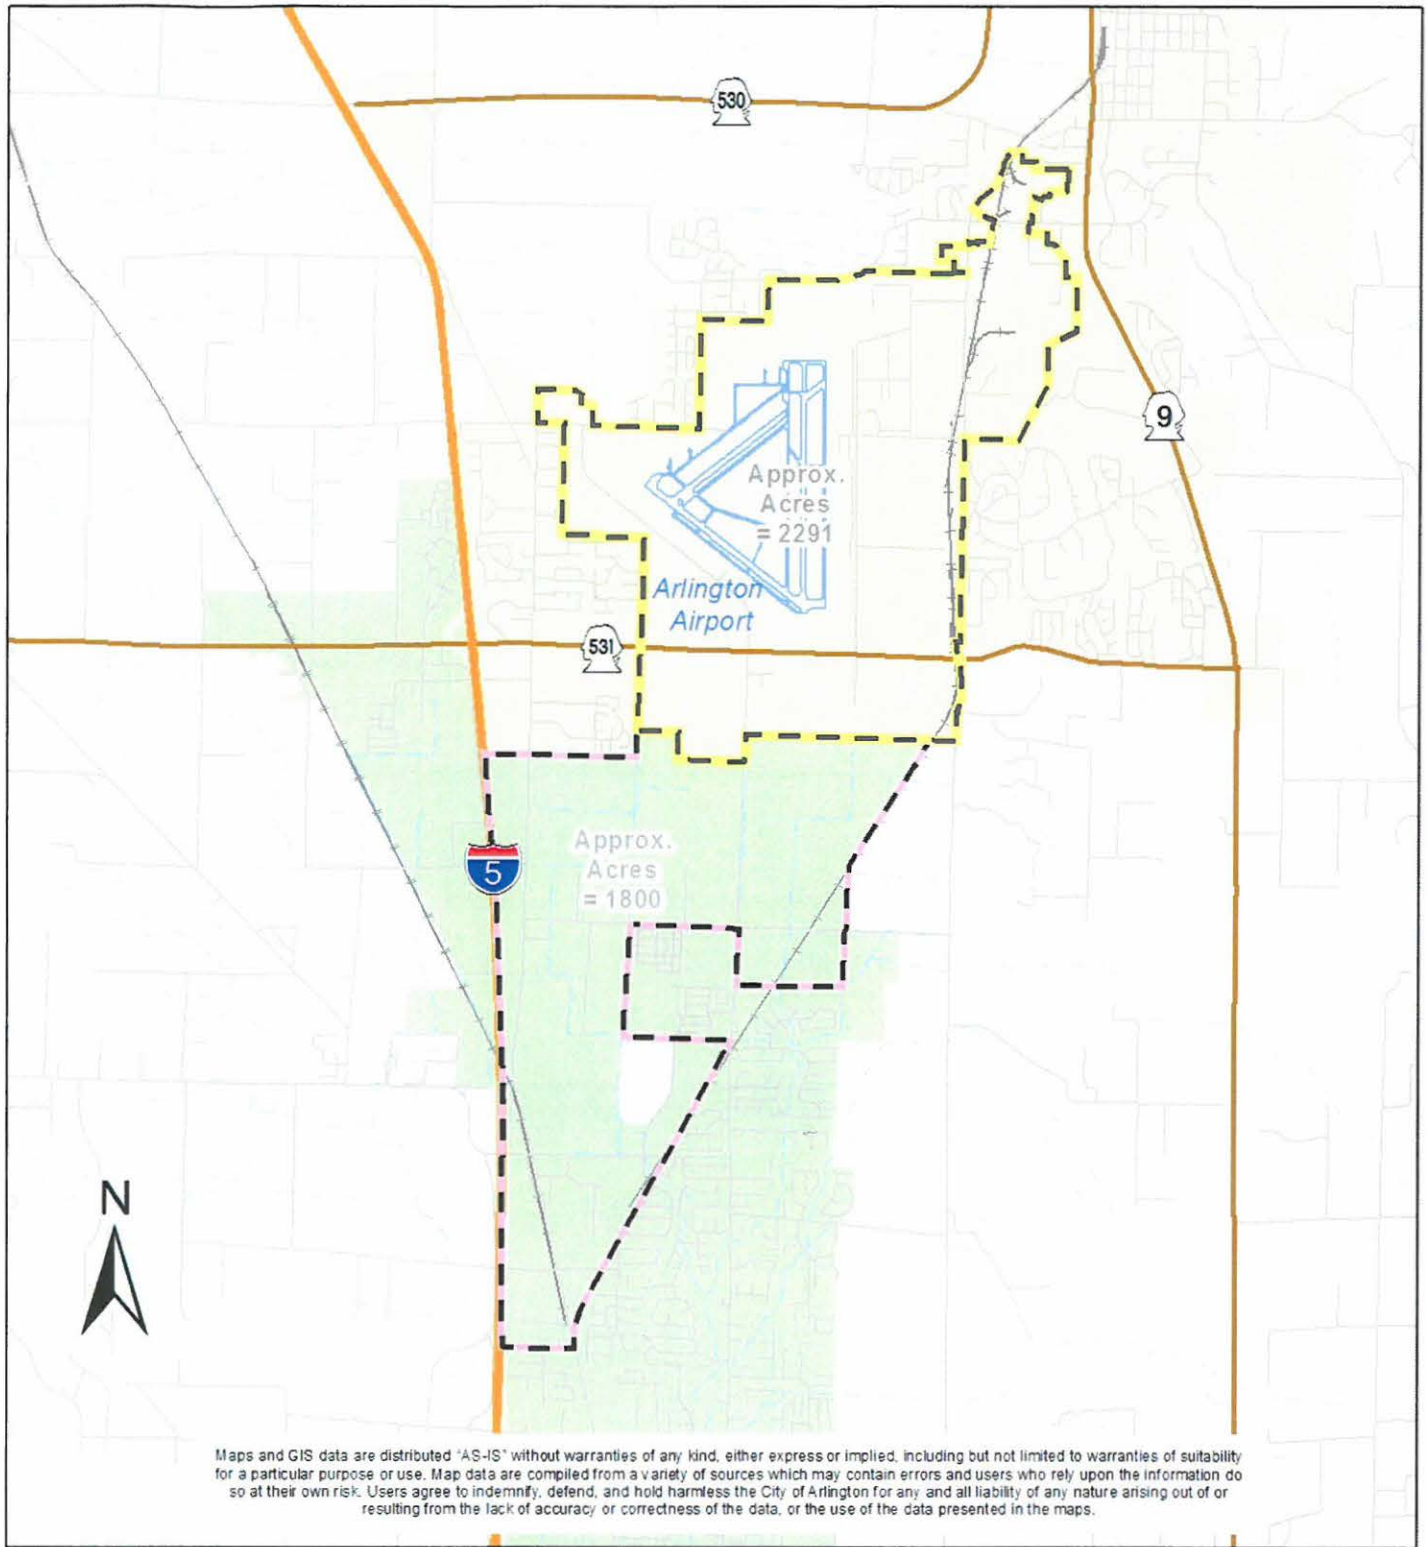 530
9
Approx.
Acres
= 2291
Arlington
Airport
531
Approx.
Acres
= 1800
5
N
Maps and GIS data are distributed "AS-IS" without warranties of any kind, either express or implied, including but not limited to warranties of suitability
for a particular purpose or use. Map data are compiled from a variety of sources which may contain errors and users who rely upon the information do
so at their own risk. Users agree to indemnify, defend, and hold harmless the City of Arlington for any and all liability of any nature arising out of or
resulting from the lack of accuracy or correctness of the data, or the use of the data presented in the maps.